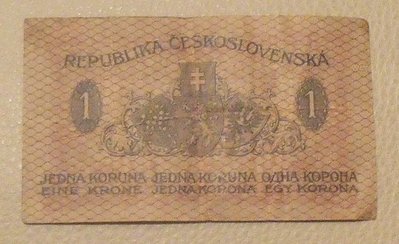 REPUBLIKA ČESKOSLOVENSKÁ
1 1
JEDNA KORUNA JEDNA KORUNA ОДНА КОРОНА
EINE KRONE JEDNA KORONA EGY KORONA